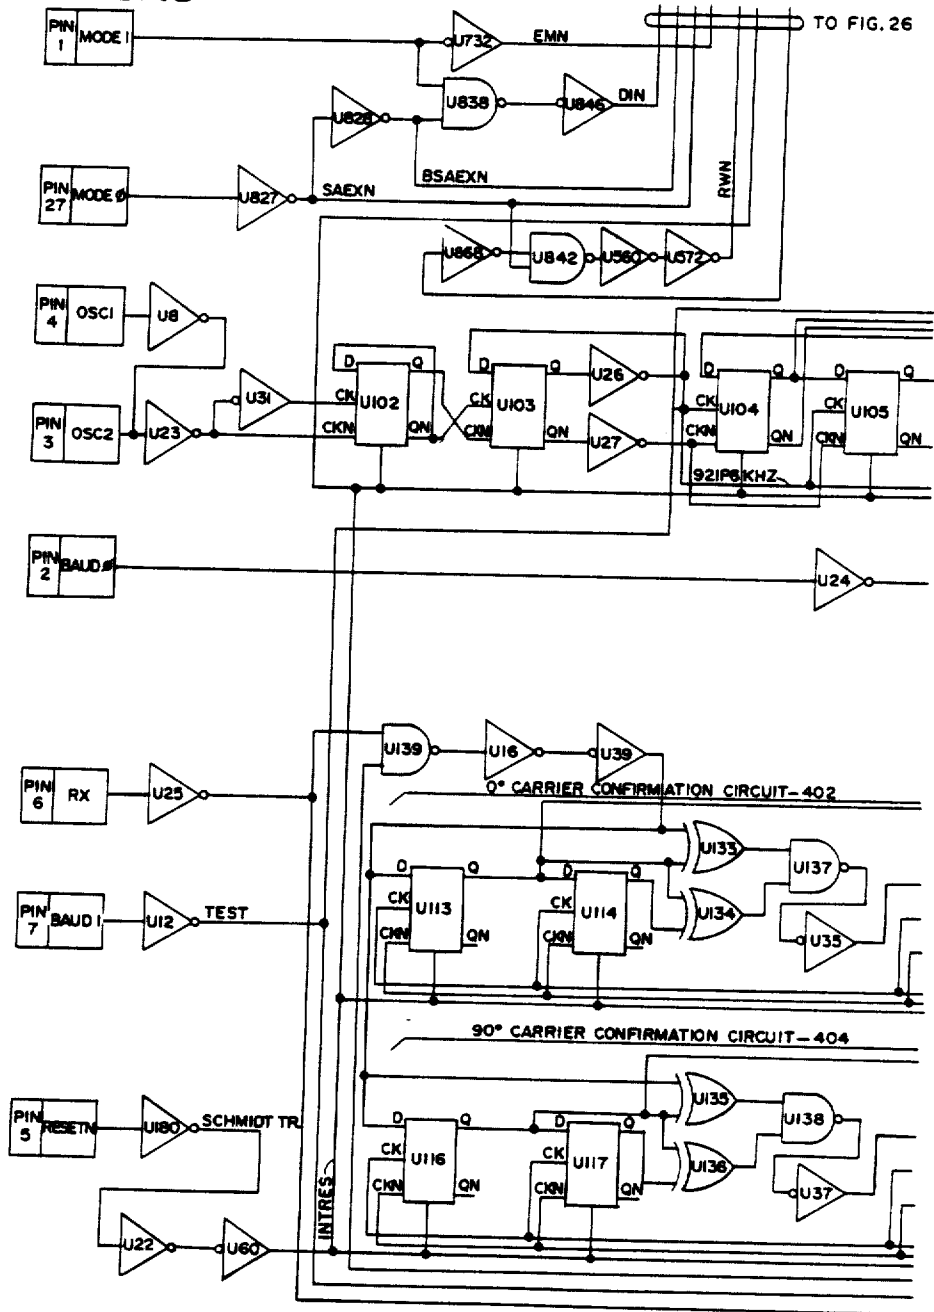 TO FIG. 26
PIN 1
MODE 1
U732
EMN
U838
U846
DIN
U828
BSAEXN
PIN 27
MODE Ø
U827
SAEXN
RWN
U868
U842
U560
U572
PIN 4
OSC1
U8
PIN 3
OSC2
U23
U31
D
Q
CK
U102
CKN
QN
D
Q
CK
U103
CKN
QN
U26
U27
D
Q
CK
U104
CKN
QN
D
Q
CK
U105
CKN
QN
921P6KHZ
PIN 2
BAUD Ø
U24
U139
U16
U39
PIN 6
RX
U25
0° CARRIER CONFIRMATION CIRCUIT-402
D
Q
CK
U113
CKN
QN
D
Q
CK
U114
CKN
QN
U133
U134
U137
U35
PIN 7
BAUD 1
U12
TEST
90° CARRIER CONFIRMATION CIRCUIT-404
D
Q
CK
U116
CKN
QN
D
Q
CK
U117
CKN
QN
U135
U136
U138
U37
PIN 5
RESETN
U180
SCHMIDT TR.
U22
U60
INTRES